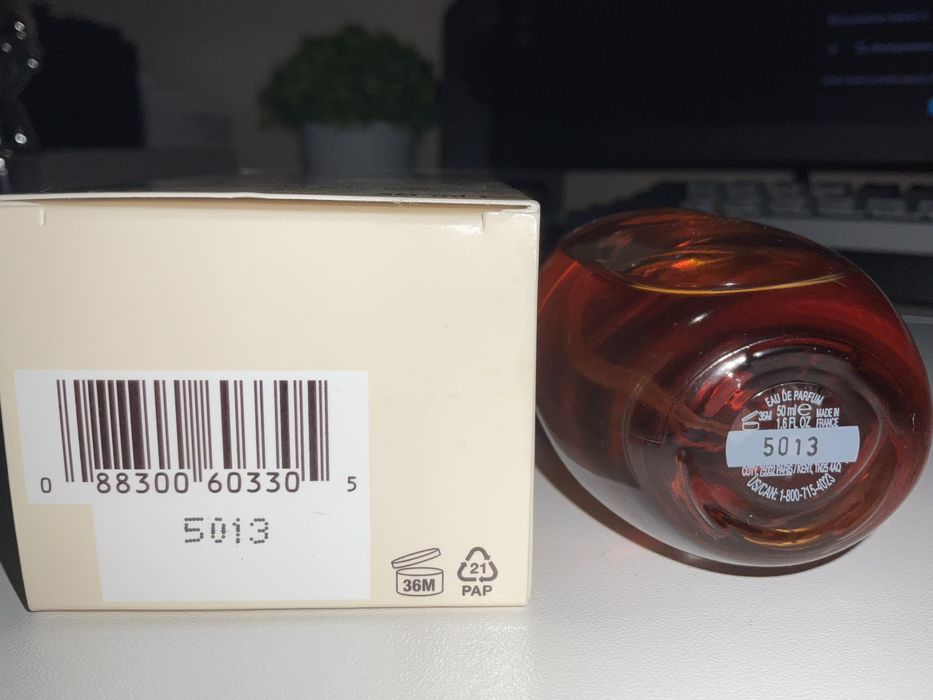 0 88300 60330 5
5013
36M
21
PAP
EAU DE PARFUM
36M 50 ml e MADE IN
1.6 FL OZ FRANCE
5013
COTY, 75002 PARIS / KENT, TN25 4AQ
US/CAN: 1-800-715-4023